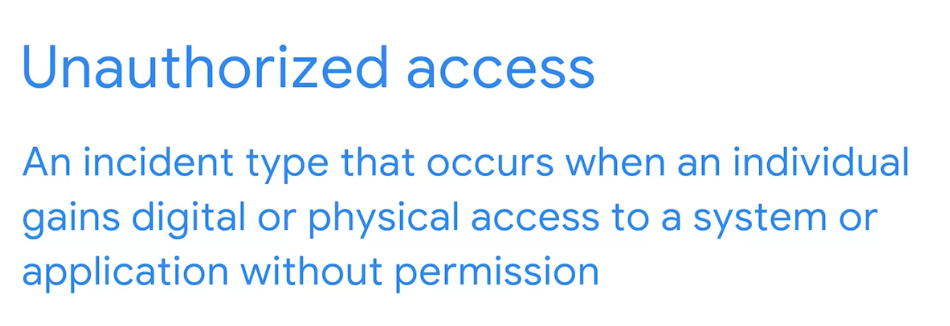 Unauthorized access
An incident type that occurs when an individual
gains digital or physical access to a system or
application without permission